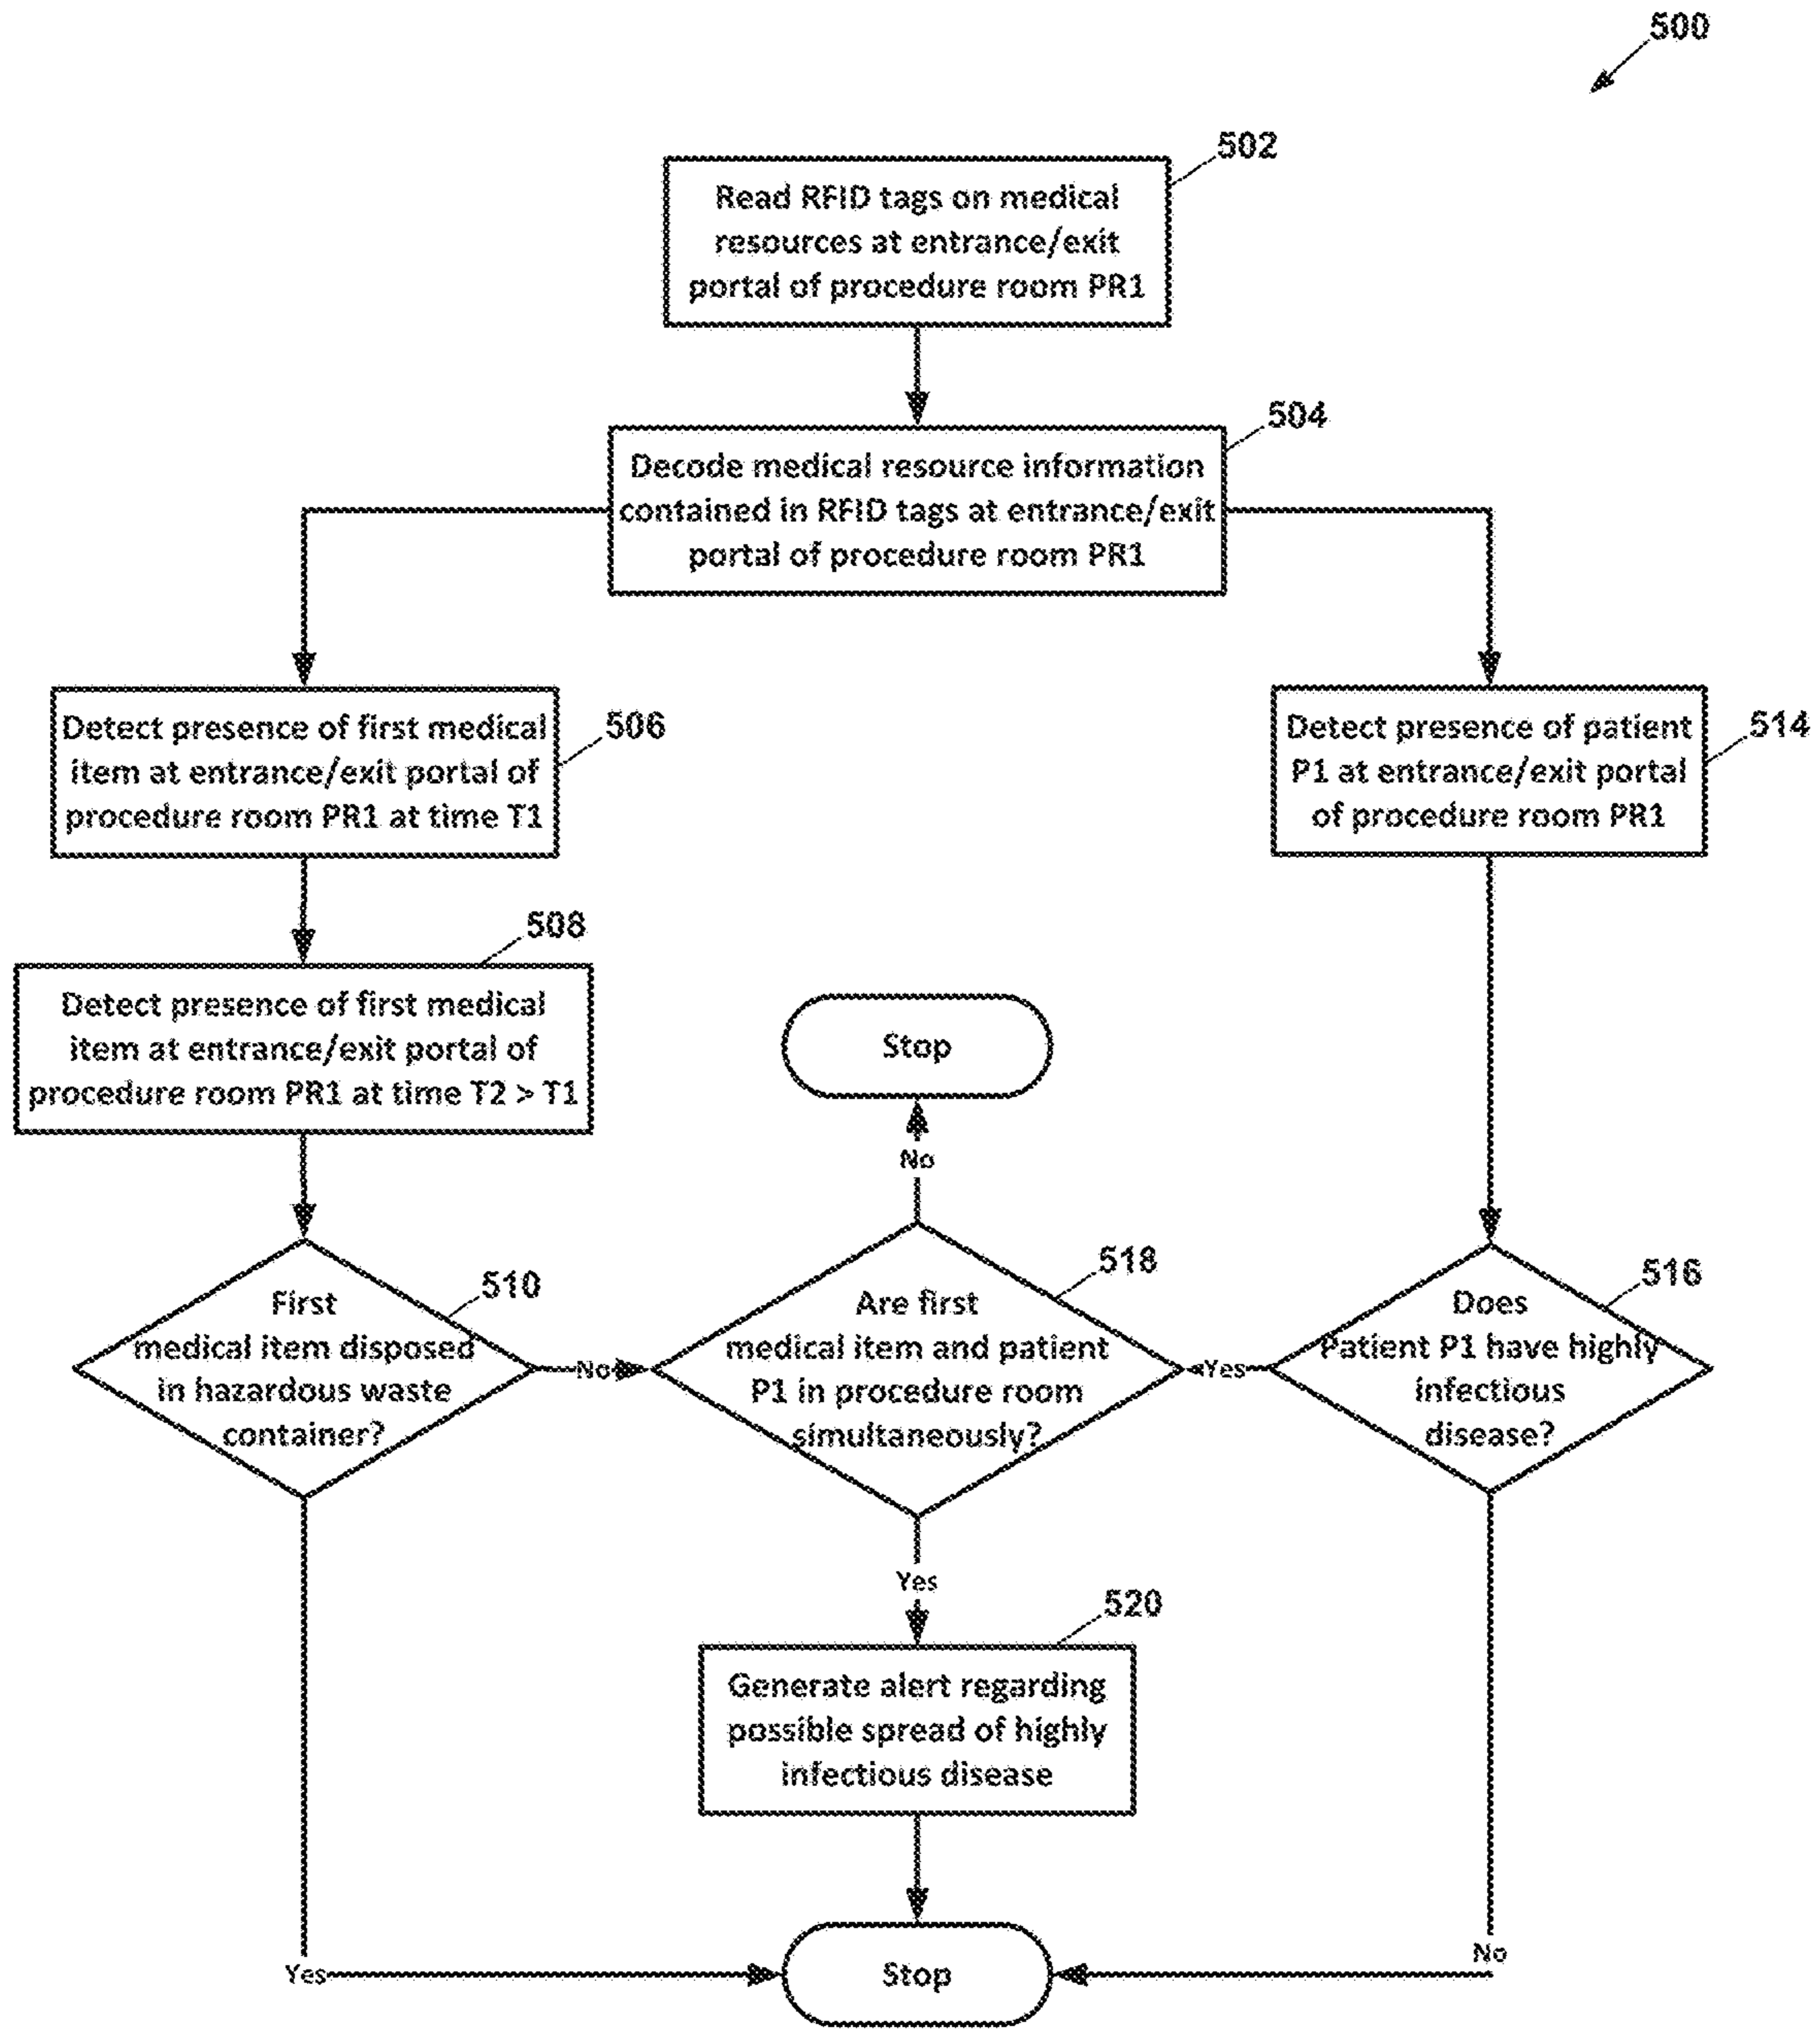 500
502
Read RFID tags on medical
resources at entrance/exit
portal of procedure room PR1
504
Decode medical resource information
contained in RFID tags at entrance/exit
portal of procedure room PR1
506
Detect presence of first medical
item at entrance/exit portal of
procedure room PR1 at time T1
514
Detect presence of patient
P1 at entrance/exit portal
of procedure room PR1
508
Detect presence of first medical
item at entrance/exit portal of
procedure room PR1 at time T2 > T1
Stop
No
510
First
medical item disposed
in hazardous waste
container?
No
518
Are first
medical item and patient
P1 in procedure room
simultaneously?
Yes
516
Does
Patient P1 have highly
infectious
disease?
Yes
520
Generate alert regarding
possible spread of highly
infectious disease
Yes
Stop
No